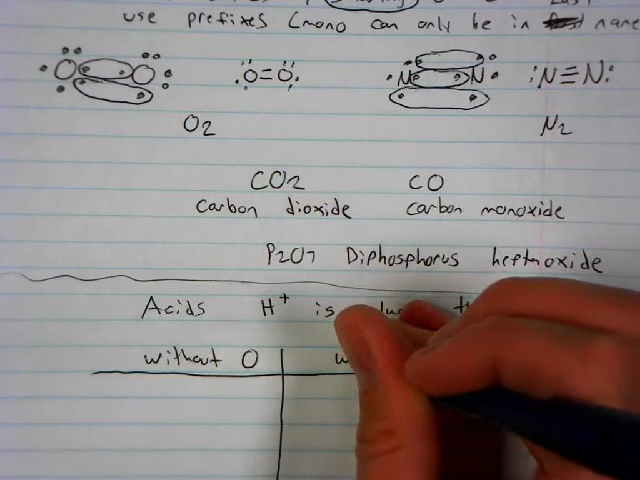 use prefixes (mono can only be in name
O O :O=O: N N :N≡N:
O2 N2
CO2 CO
Carbon dioxide carbon monoxide
P2O7 Diphosphorus heptaoxide
Acids H+ is
without O